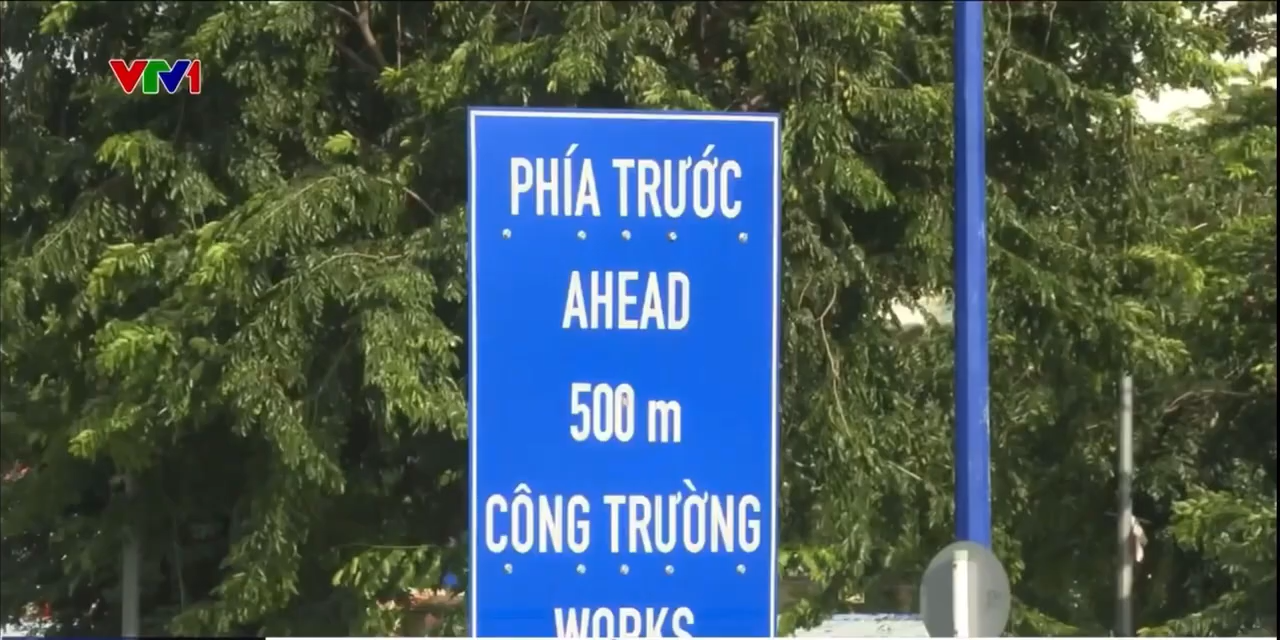 VTV1
PHÍA TRƯỚC
AHEAD
500 m
CÔNG TRƯỜNG
WORKS